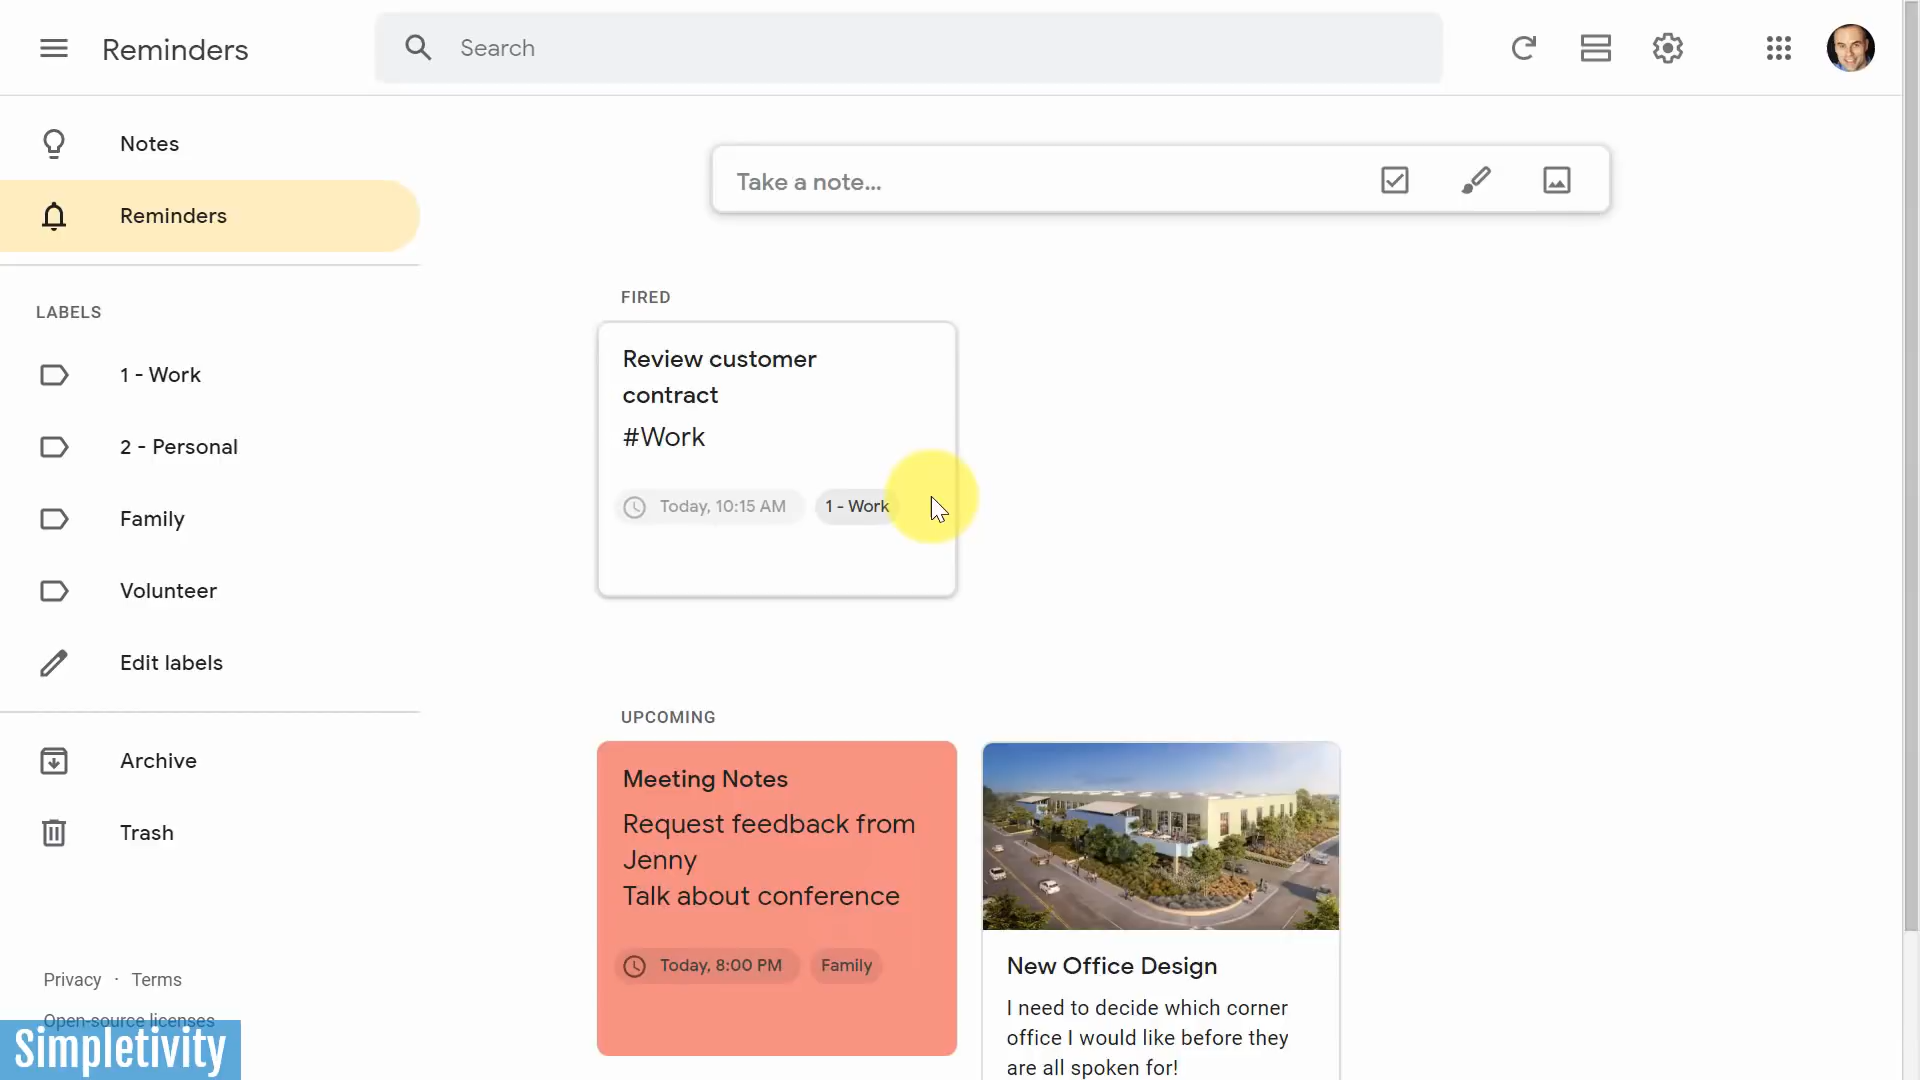 Reminders
Search
Notes
Reminders
LABELS
1 - Work
2 - Personal
Family
Volunteer
Edit labels
Archive
Trash
Privacy · Terms
Open-source licenses
Simpletivity
Take a note...
FIRED
Review customer
contract
#Work
Today, 10:15 AM
1 - Work
UPCOMING
Meeting Notes
Request feedback from
Jenny
Talk about conference
Today, 8:00 PM
Family
New Office Design
I need to decide which corner
office I would like before they
are all spoken for!